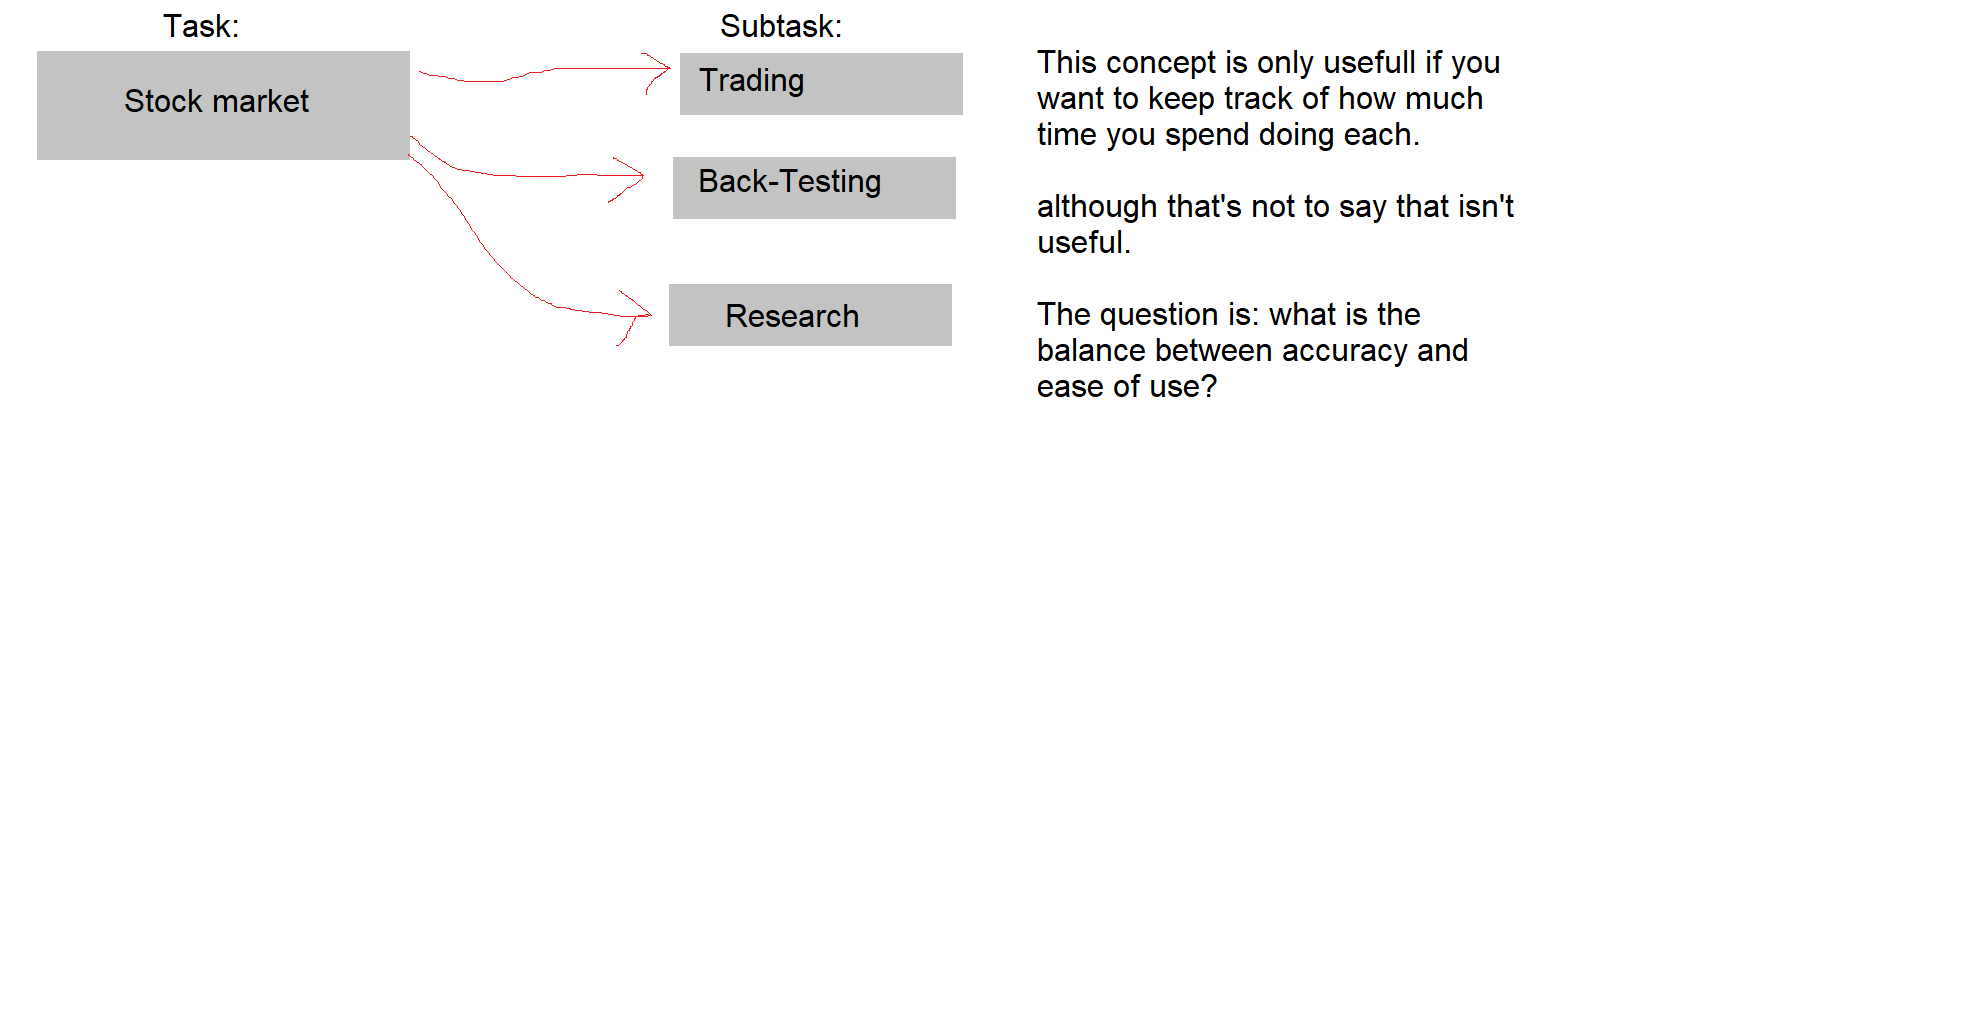 Task:
Subtask:
Stock market
Trading
Back-Testing
Research
This concept is only usefull if you
want to keep track of how much
time you spend doing each.
although that's not to say that isn't
useful.
The question is: what is the
balance between accuracy and
ease of use?